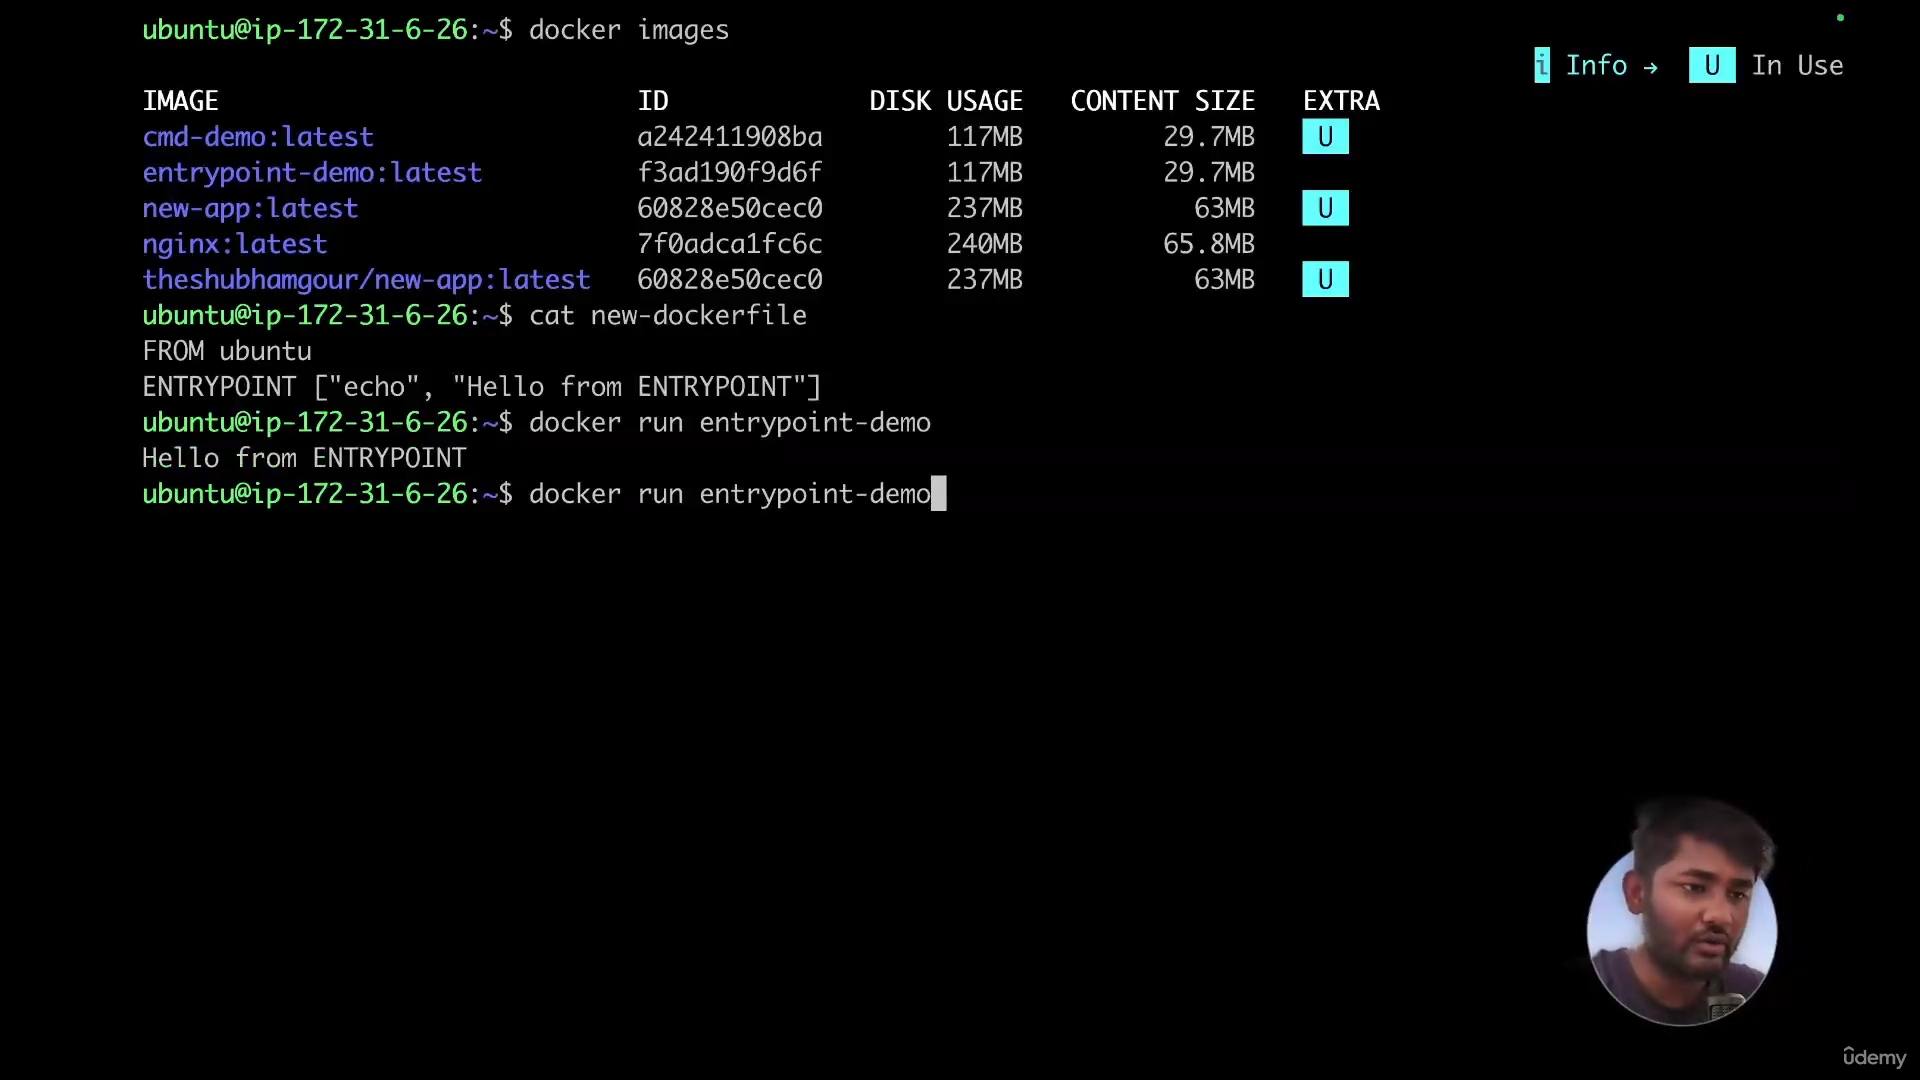 ubuntu@ip-172-31-6-26:~$ docker images
i Info → U In Use
IMAGE ID DISK USAGE CONTENT SIZE EXTRA
cmd-demo:latest a242411908ba 117MB 29.7MB U
entrypoint-demo:latest f3ad190f9d6f 117MB 29.7MB
new-app:latest 60828e50cec0 237MB 63MB U
nginx:latest 7f0adca1fc6c 240MB 65.8MB
theshubhamgour/new-app:latest 60828e50cec0 237MB 63MB U
ubuntu@ip-172-31-6-26:~$ cat new-dockerfile
FROM ubuntu
ENTRYPOINT ["echo", "Hello from ENTRYPOINT"]
ubuntu@ip-172-31-6-26:~$ docker run entrypoint-demo
Hello from ENTRYPOINT
ubuntu@ip-172-31-6-26:~$ docker run entrypoint-demo
ûdemy